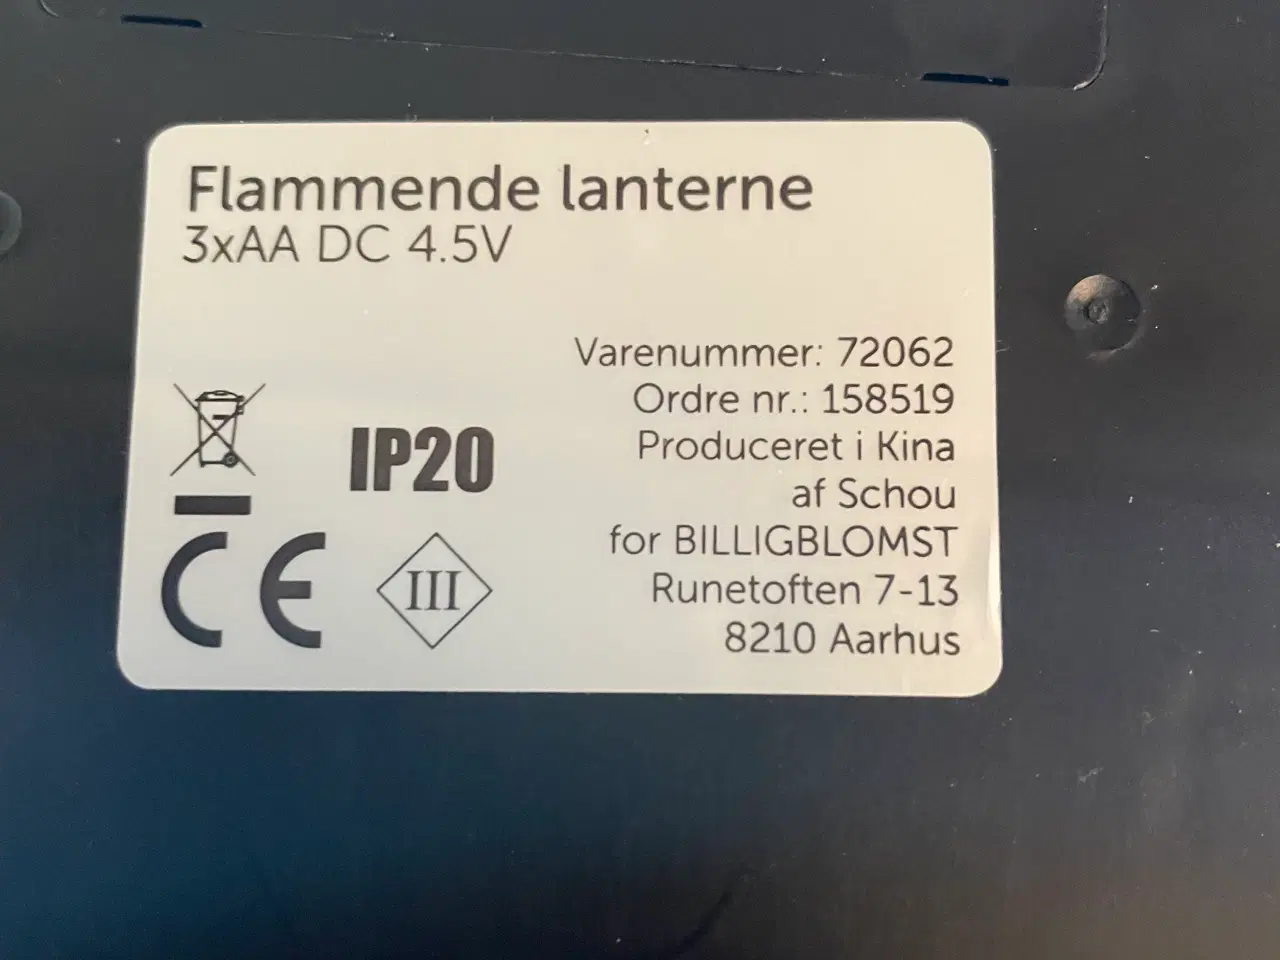 Flammende lanterne
3xAA DC 4.5V
Varenummer: 72062
Ordre nr.: 158519
Produceret i Kina
af Schou
for BILLIGBLOMST
Runetoften 7-13
8210 Aarhus
IP20
CE
III